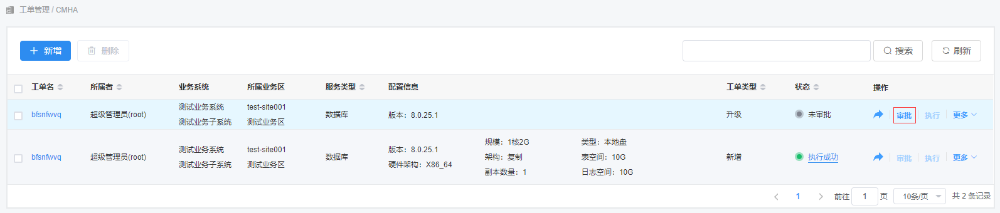 工单管理 / CMHA
新增 删除 搜索 刷新
工单名 所属者 业务系统 所属业务区 服务类型 配置信息 工单类型 状态 操作
bfsnfwvq 超级管理员(root) 测试业务系统 测试业务子系统 test-site001 测试业务区 数据库 版本：8.0.25.1 升级 未审批 审批 执行 更多
bfsnfwvq 超级管理员(root) 测试业务系统 测试业务子系统 test-site001 测试业务区 数据库 版本：8.0.25.1 硬件架构：X86_64 规模：1核2G 架构：复制 副本数量：1 类型：本地盘 表空间：10G 日志空间：10G 新增 执行成功 审批 执行 更多
1 前往 1 页 10条/页 共 2 条记录